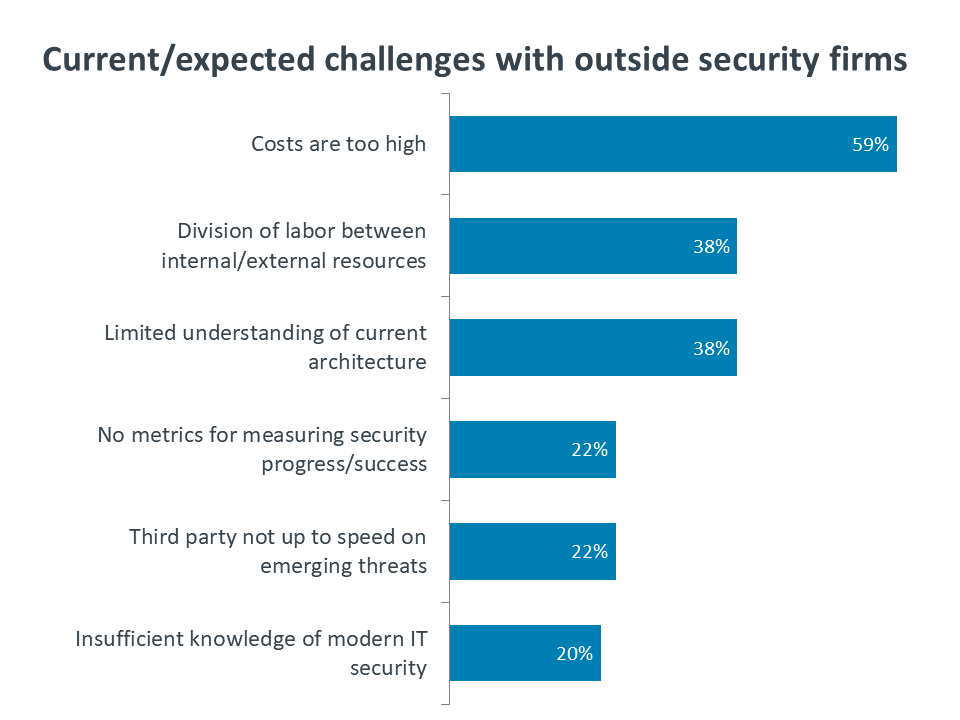 Current/expected challenges with outside security firms
Costs are too high
59%
Division of labor between
internal/external resources
38%
Limited understanding of current
architecture
38%
No metrics for measuring security
progress/success
22%
Third party not up to speed on
emerging threats
22%
Insufficient knowledge of modern IT
security
20%